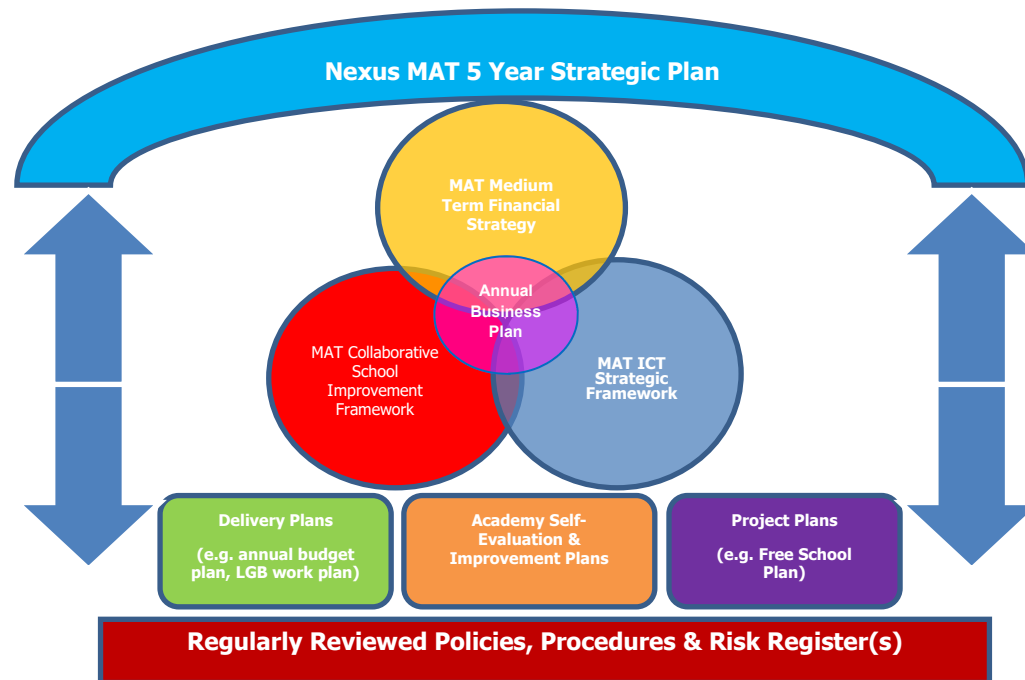 Nexus MAT 5 Year Strategic Plan
MAT Medium
Term Financial
Strategy
Annual
Business
Plan
MAT Collaborative
School
Improvement
Framework
MAT ICT
Strategic
Framework
Delivery Plans
(e.g. annual budget
plan, LGB work plan)
Academy Self-
Evaluation &
Improvement Plans
Project Plans
(e.g. Free School
Plan)
Regularly Reviewed Policies, Procedures & Risk Register(s)